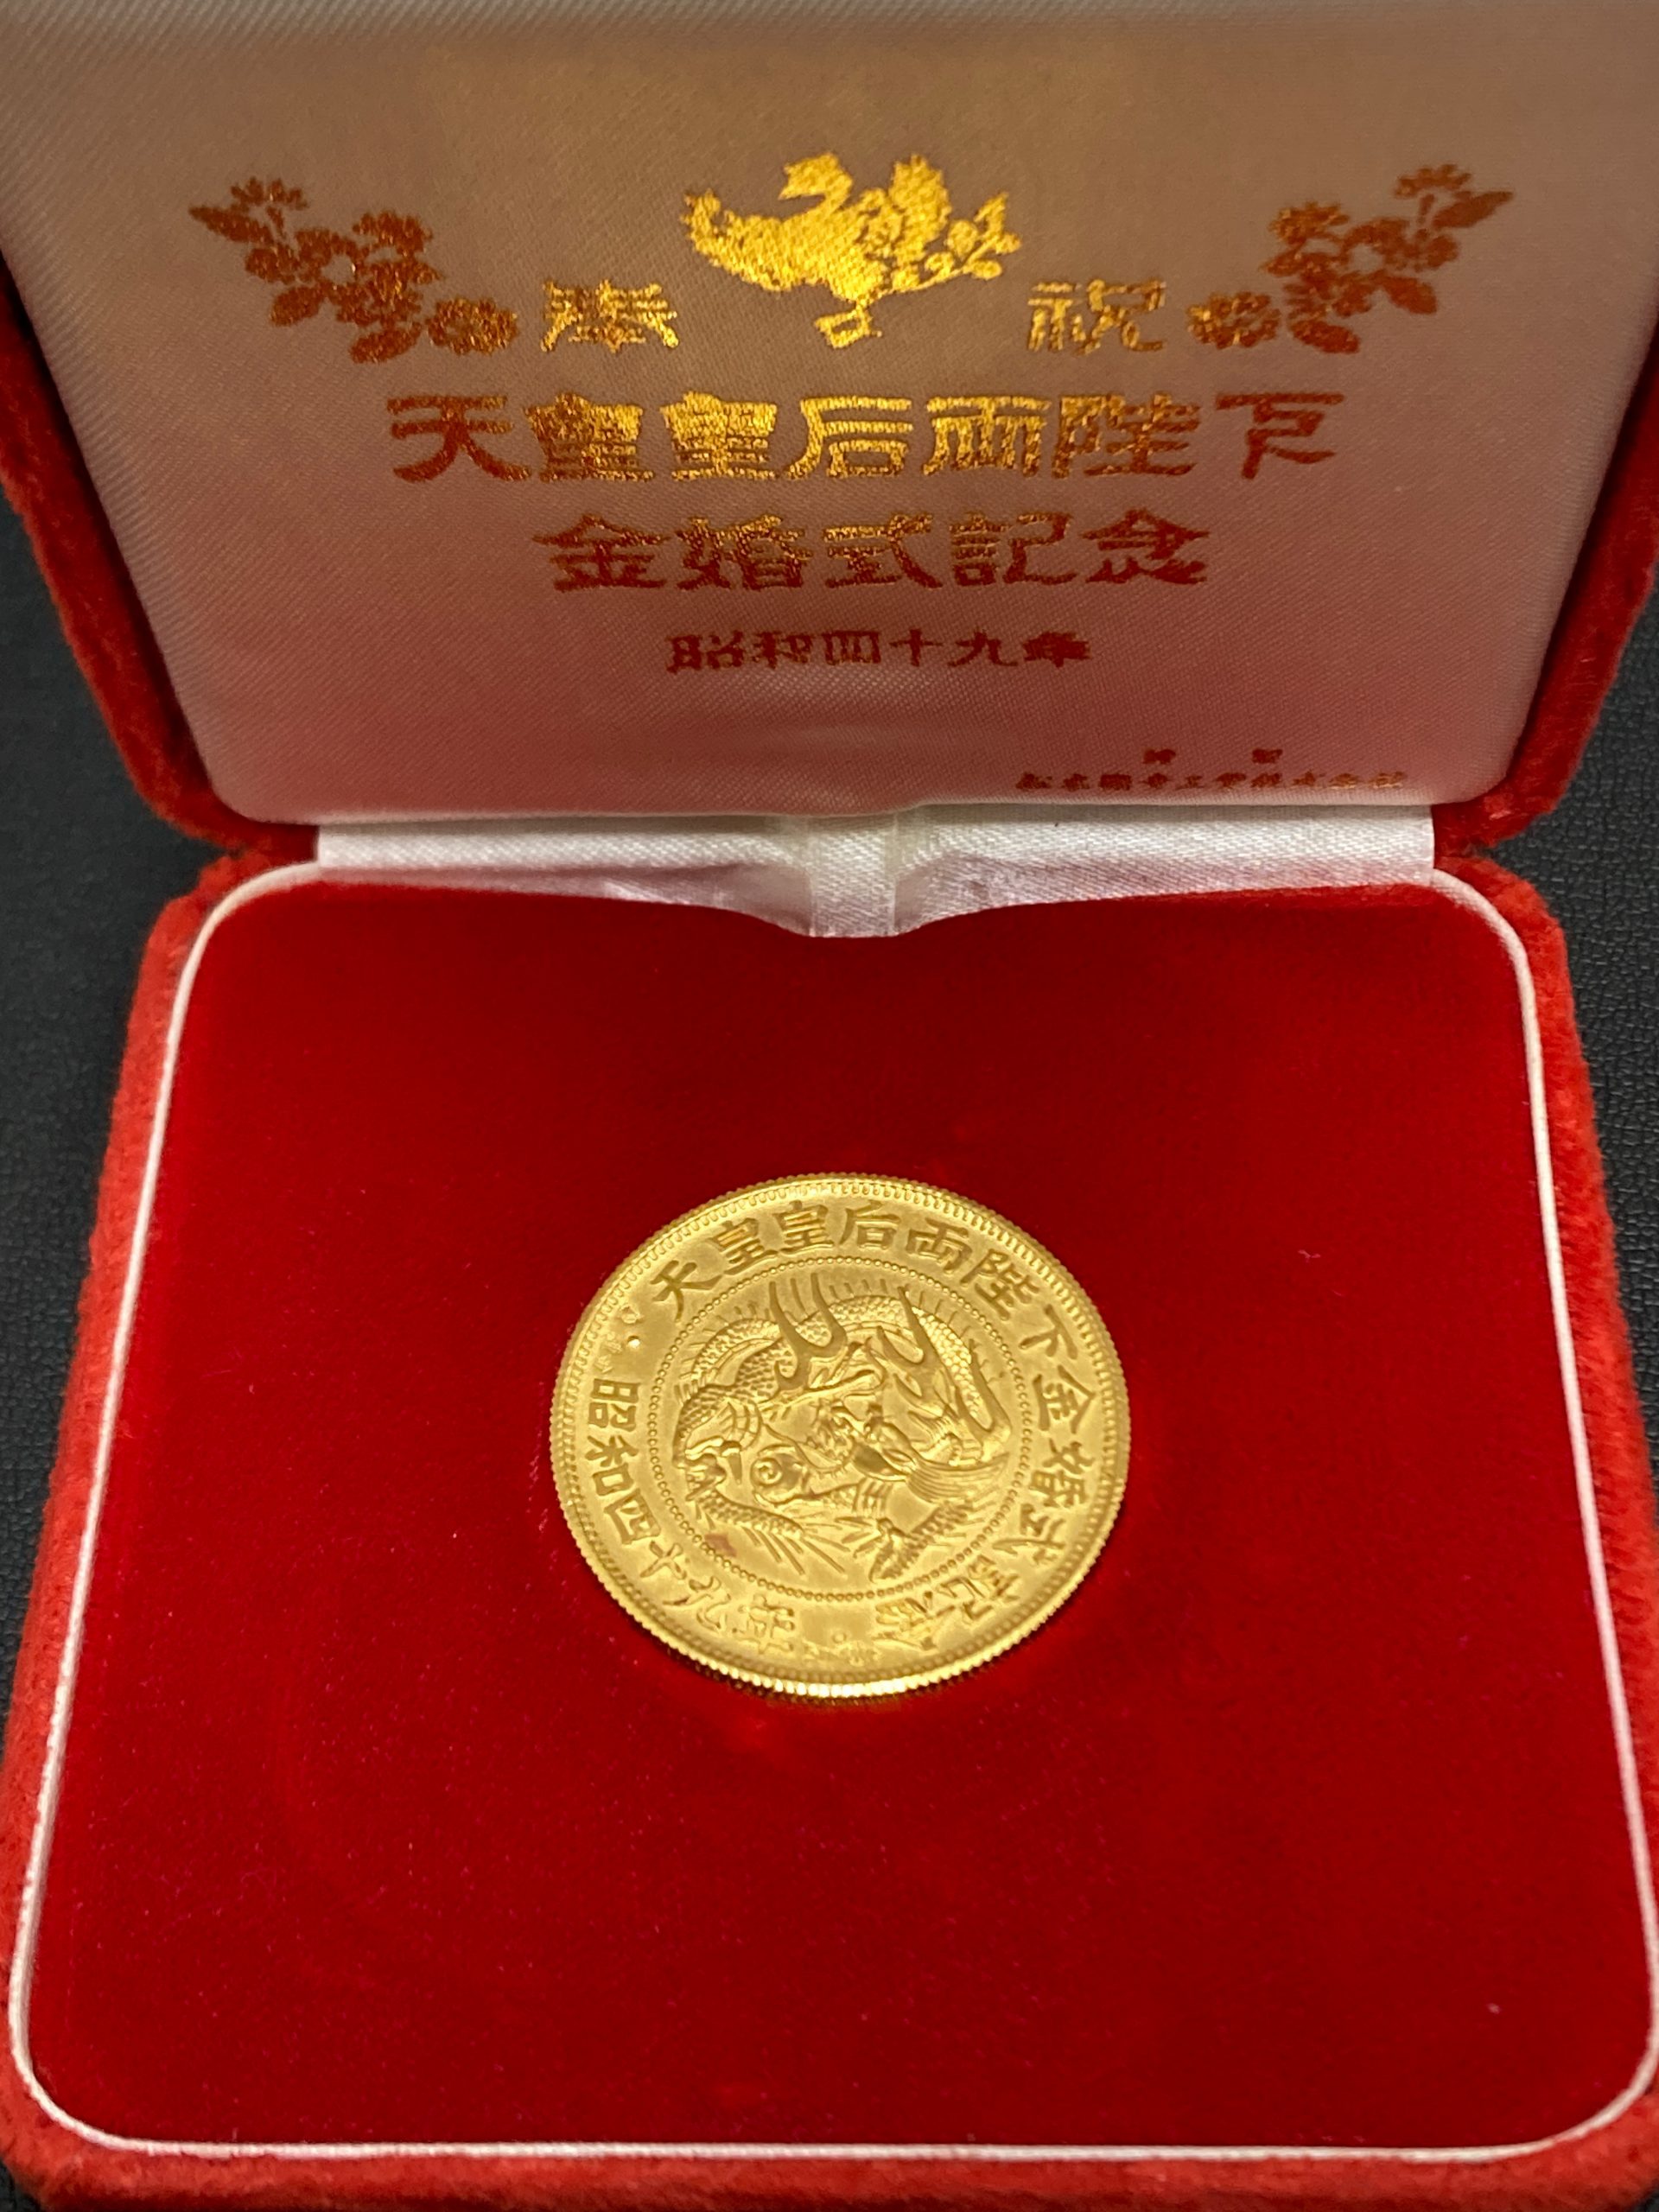 奉 祝
天皇皇后両陛下
金婚式記念
昭和四十九年
天皇皇后両陛下金婚式記念
昭和四十九年